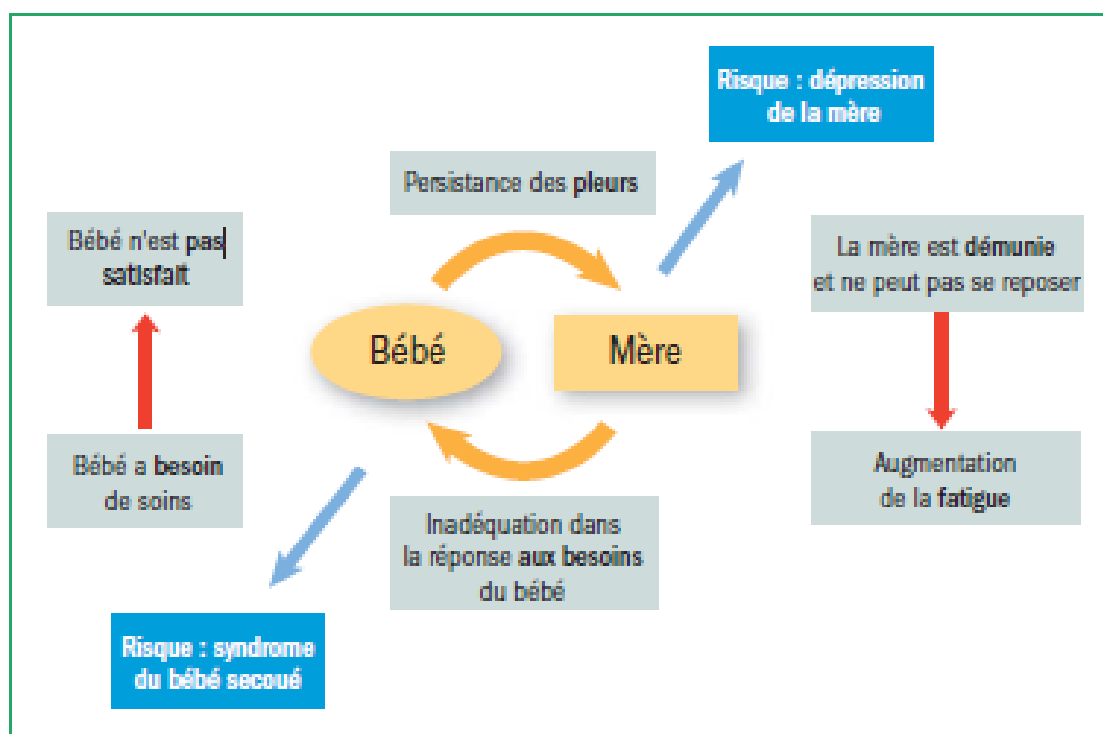 Risque : dépression
de la mère
Persistance des pleurs
Bébé n'est pas
satisfait
La mère est démunie
et ne peut pas se reposer
Bébé
Mère
Bébé a besoin
de soins
Augmentation
de la fatigue
Inadéquation dans
la réponse aux besoins
du bébé
Risque : syndrome
du bébé secoué